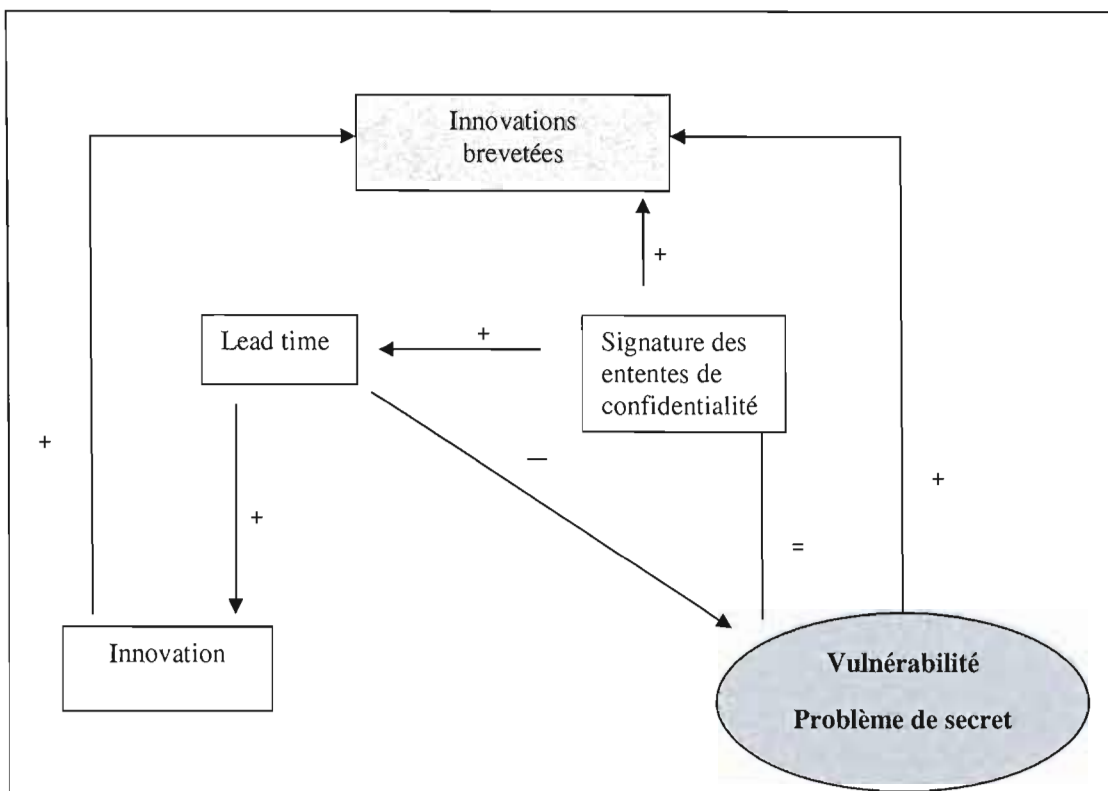 Innovations
brevetées
+
Lead time
+
Signature des
ententes de
confidentialité
+
—
+
+
=
Innovation
Vulnérabilité
Problème de secret